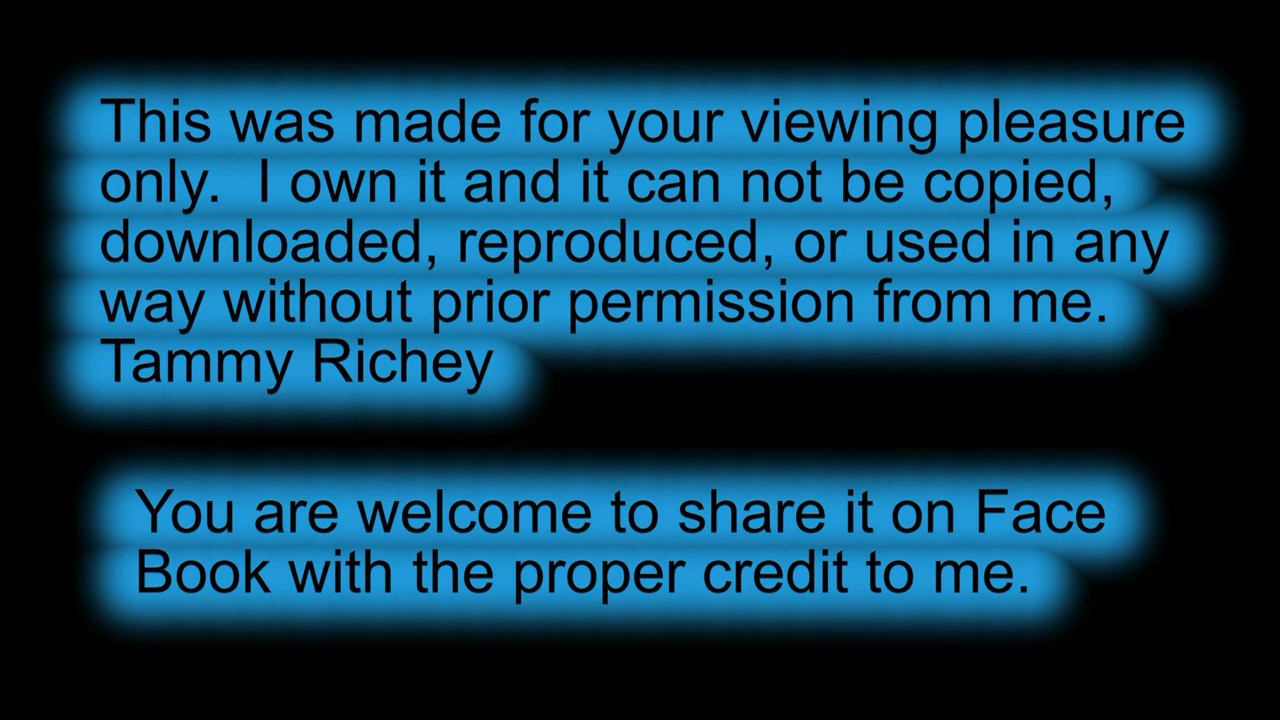 This was made for your viewing pleasure
only.  I own it and it can not be copied,
downloaded, reproduced, or used in any
way without prior permission from me.
Tammy Richey
You are welcome to share it on Face
Book with the proper credit to me.